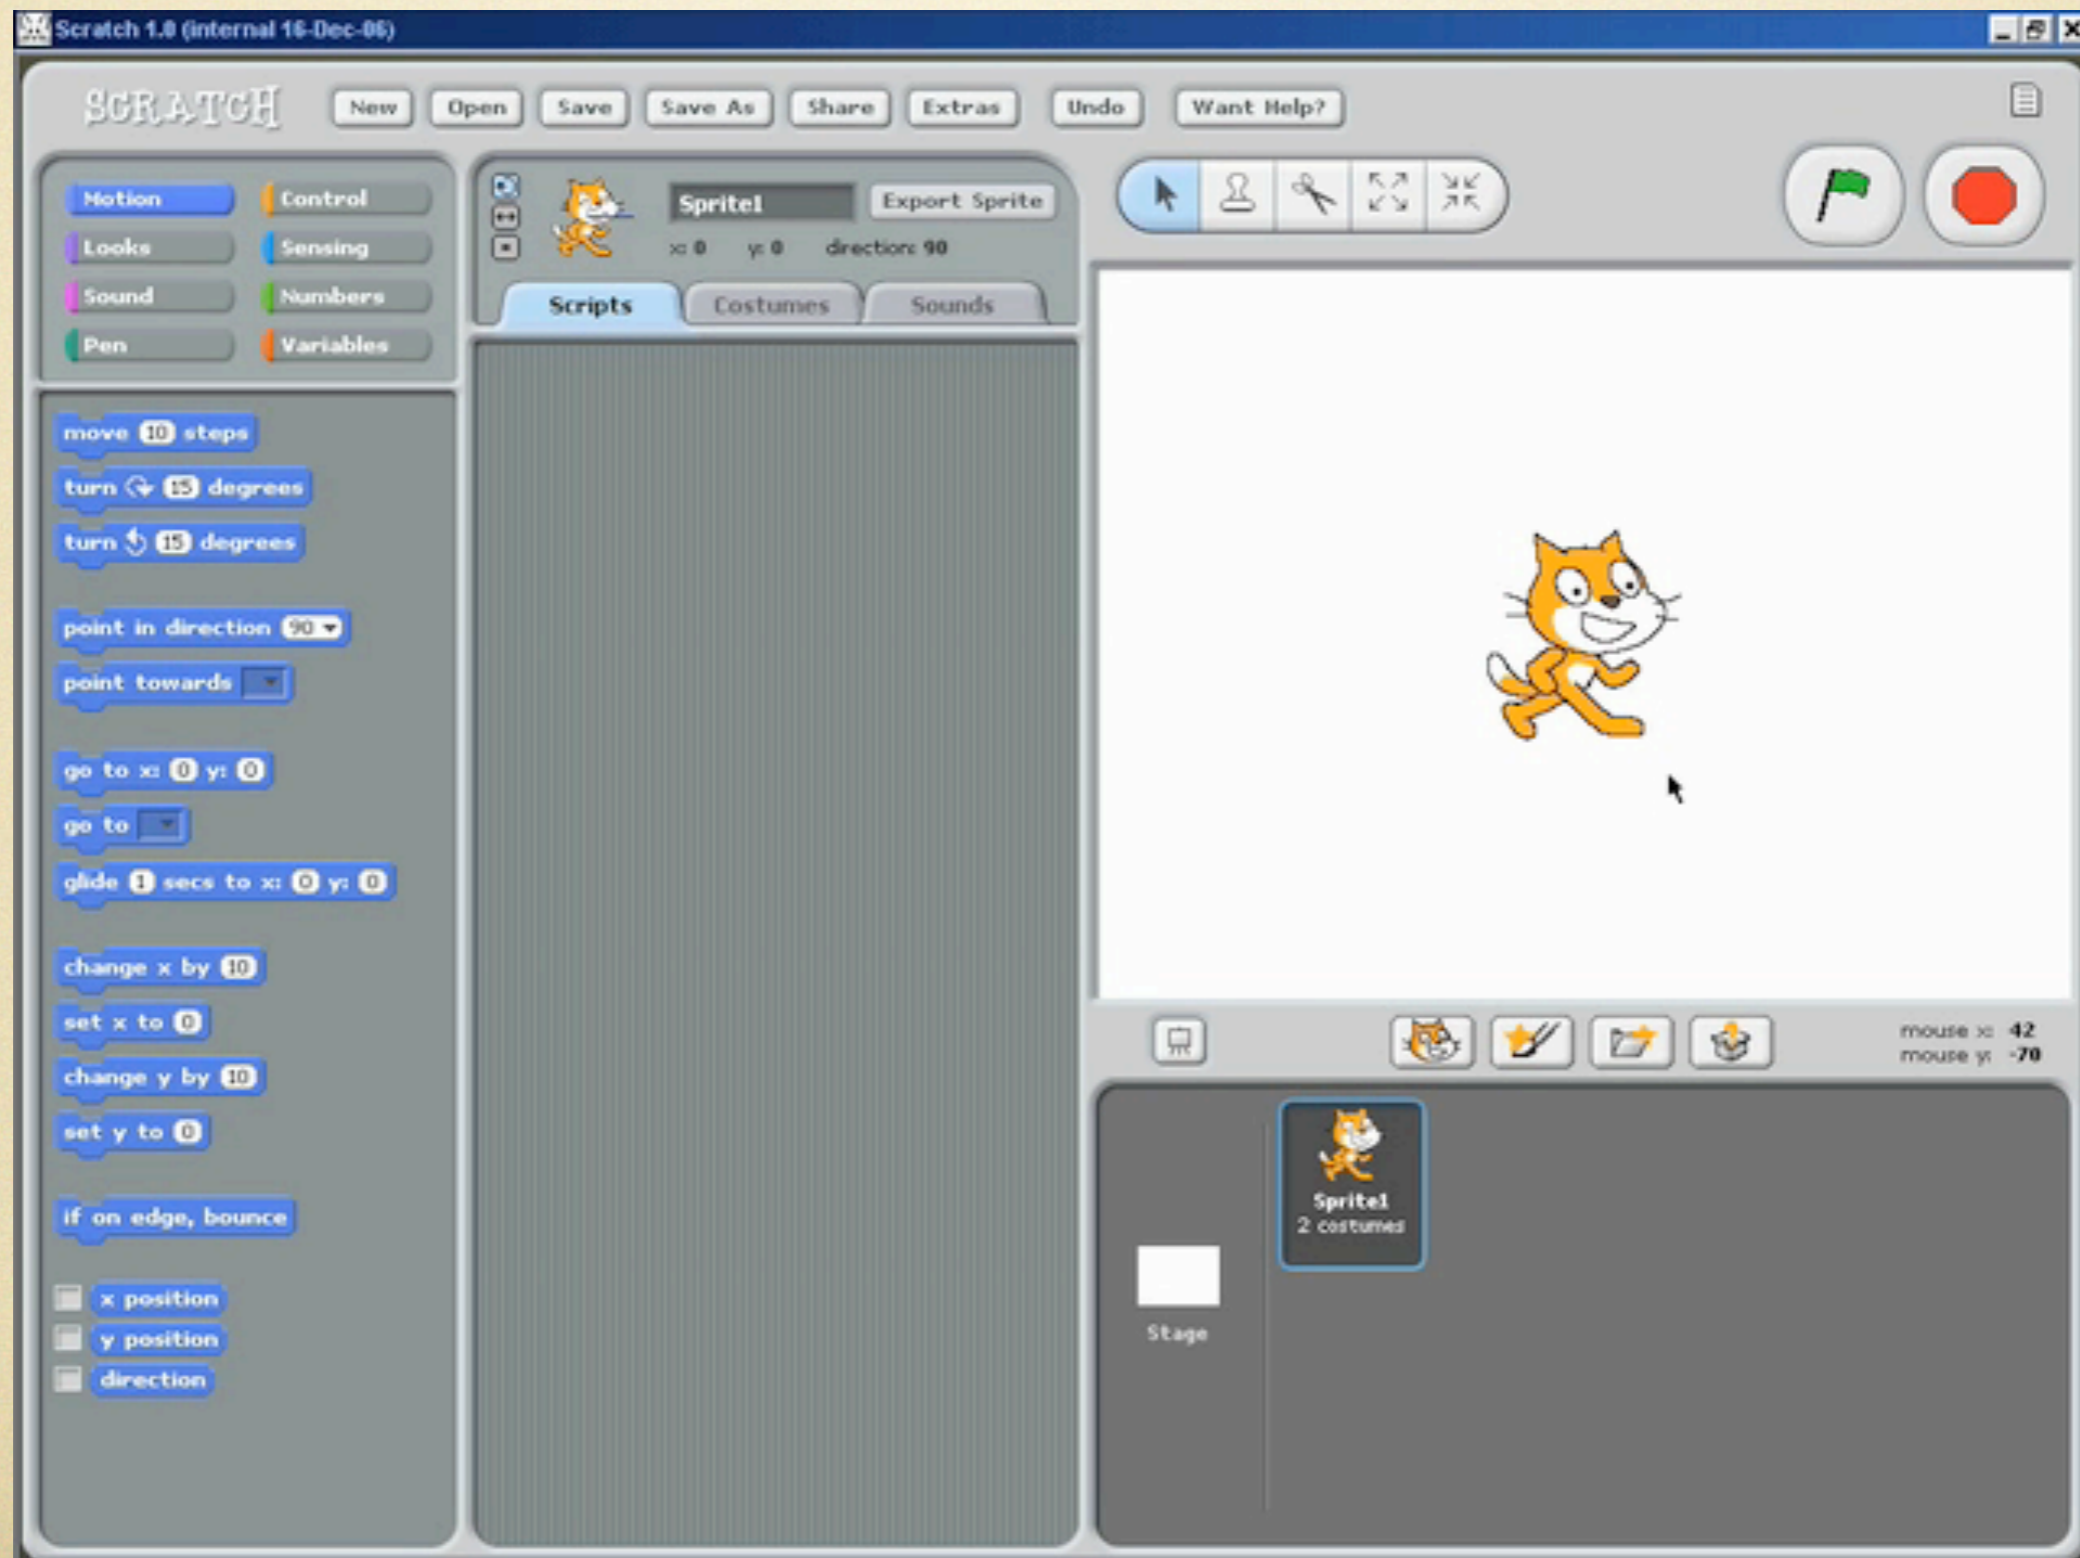 Scratch 1.0 (internal 16-Dec-06)
SCRATCH New Open Save Save As Share Extras Undo Want Help?
Motion Control
Looks Sensing
Sound Numbers
Pen Variables
move 10 steps
turn 15 degrees
turn 15 degrees
point in direction 90
point towards
go to x: 0 y: 0
go to
glide 1 secs to x: 0 y: 0
change x by 10
set x to 0
change y by 10
set y to 0
if on edge, bounce
x position
y position
direction
Sprite1 Export Sprite
x: 0 y: 0 direction: 90
Scripts Costumes Sounds
mouse x: 42
mouse y: -70
Sprite1
2 costumes
Stage